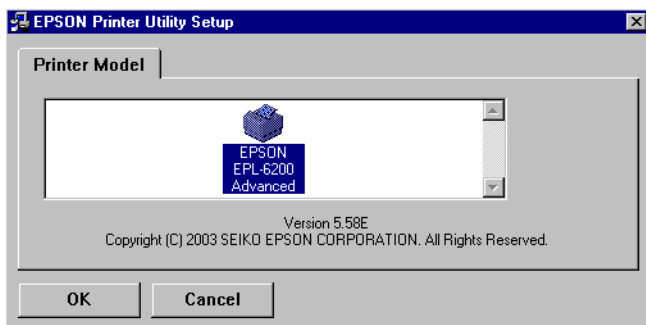 EPSON Printer Utility Setup
Printer Model
EPSON
EPL-6200
Advanced
Version 5.58E
Copyright (C) 2003 SEIKO EPSON CORPORATION. All Rights Reserved.
OK
Cancel